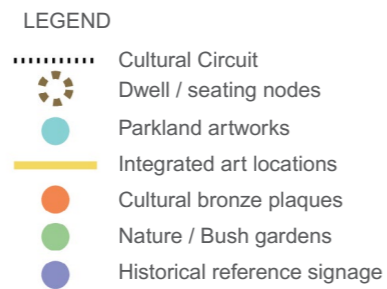 LEGEND
Cultural Circuit
Dwell / seating nodes
Parkland artworks
Integrated art locations
Cultural bronze plaques
Nature / Bush gardens
Historical reference signage